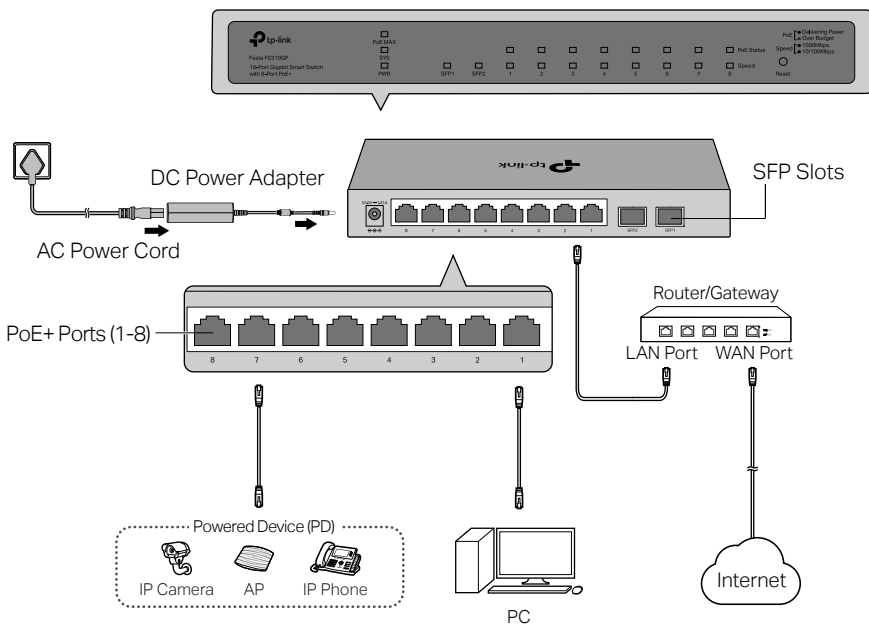 tp-link
PoE MAX
Festa FS310GP
SYS
10-Port Gigabit Smart Switch
with 8-Port PoE+
PWR
SFP1 SFP2 1 2 3 4 5 6 7 8
PoE Status
Speed
PoE
Delivering Power
Over Budget
Speed
1000Mbps
10/100Mbps
Reset
tp-link
DC Power Adapter
AC Power Cord
SFP Slots
8 7 6 5 4 3 2 1 SFP2 SFP1
PoE+ Ports (1-8)
8 7 6 5 4 3 2 1
Router/Gateway
LAN Port WAN Port
Powered Device (PD)
IP Camera AP IP Phone
PC
Internet